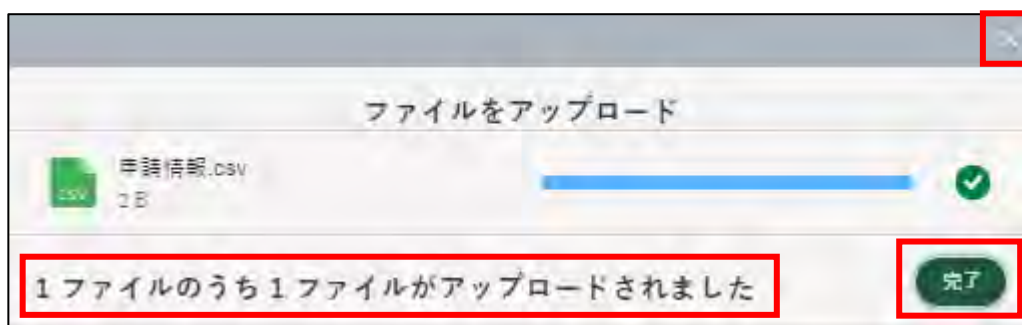 ファイルをアップロード
申請情報.csv
csv
2 B
1 ファイルのうち 1 ファイルがアップロードされました
完了